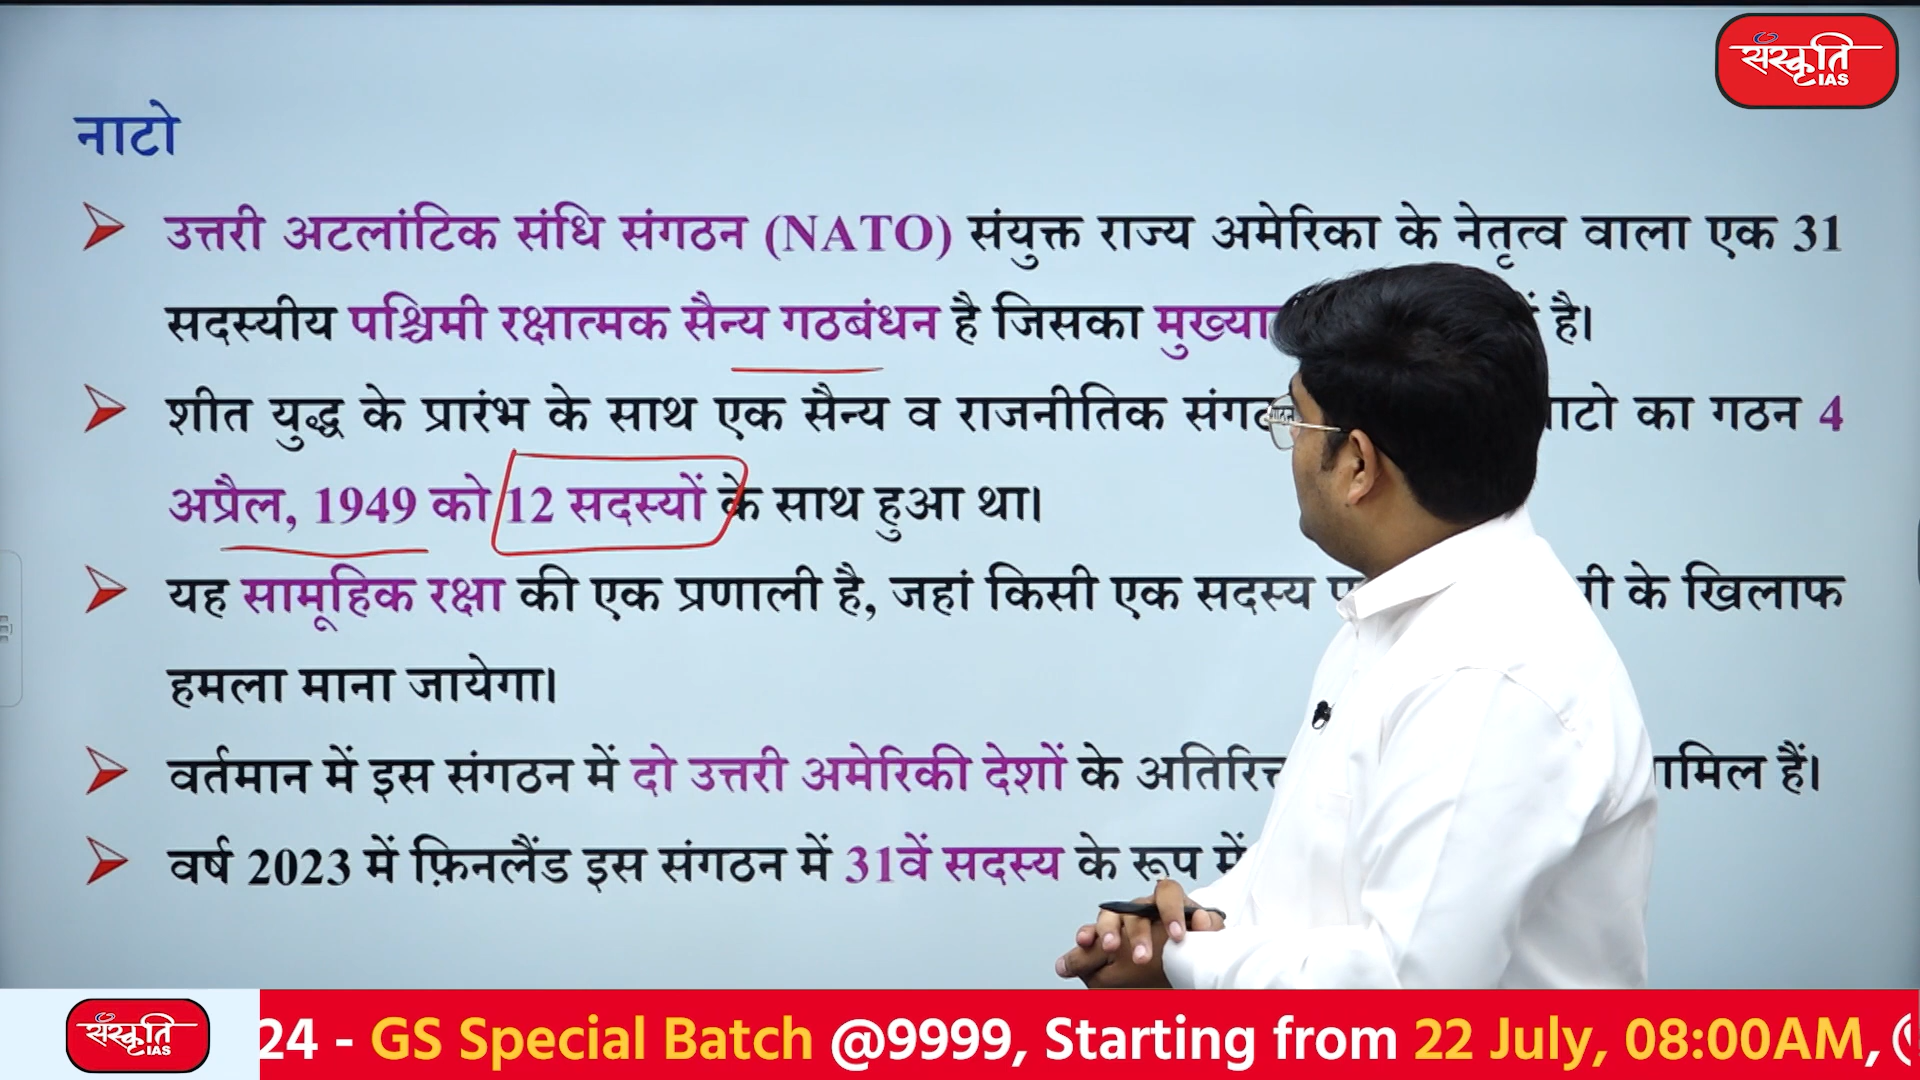 संस्कृति
IAS
नाटो
उत्तरी अटलांटिक संधि संगठन (NATO) संयुक्त राज्य अमेरिका के नेतृत्व वाला एक 31
सदस्यीय पश्चिमी रक्षात्मक सैन्य गठबंधन है जिसका है।
शीत युद्ध के प्रारंभ के साथ एक सैन्य व राजनीतिक का गठन 4
अप्रैल, 1949 को 12 सदस्यों के साथ हुआ था।
यह सामूहिक रक्षा की एक प्रणाली है, जहां किसी एक सदस्य के खिलाफ
हमला माना जायेगा।
वर्तमान में इस संगठन में दो उत्तरी अमेरिकी देशों के हैं।
वर्ष 2023 में फ़िनलैंड इस संगठन में 31वें सदस्य के रूप में
संस्कृति
IAS
24 - GS Special Batch @9999, Starting from 22 July, 08:00AM,